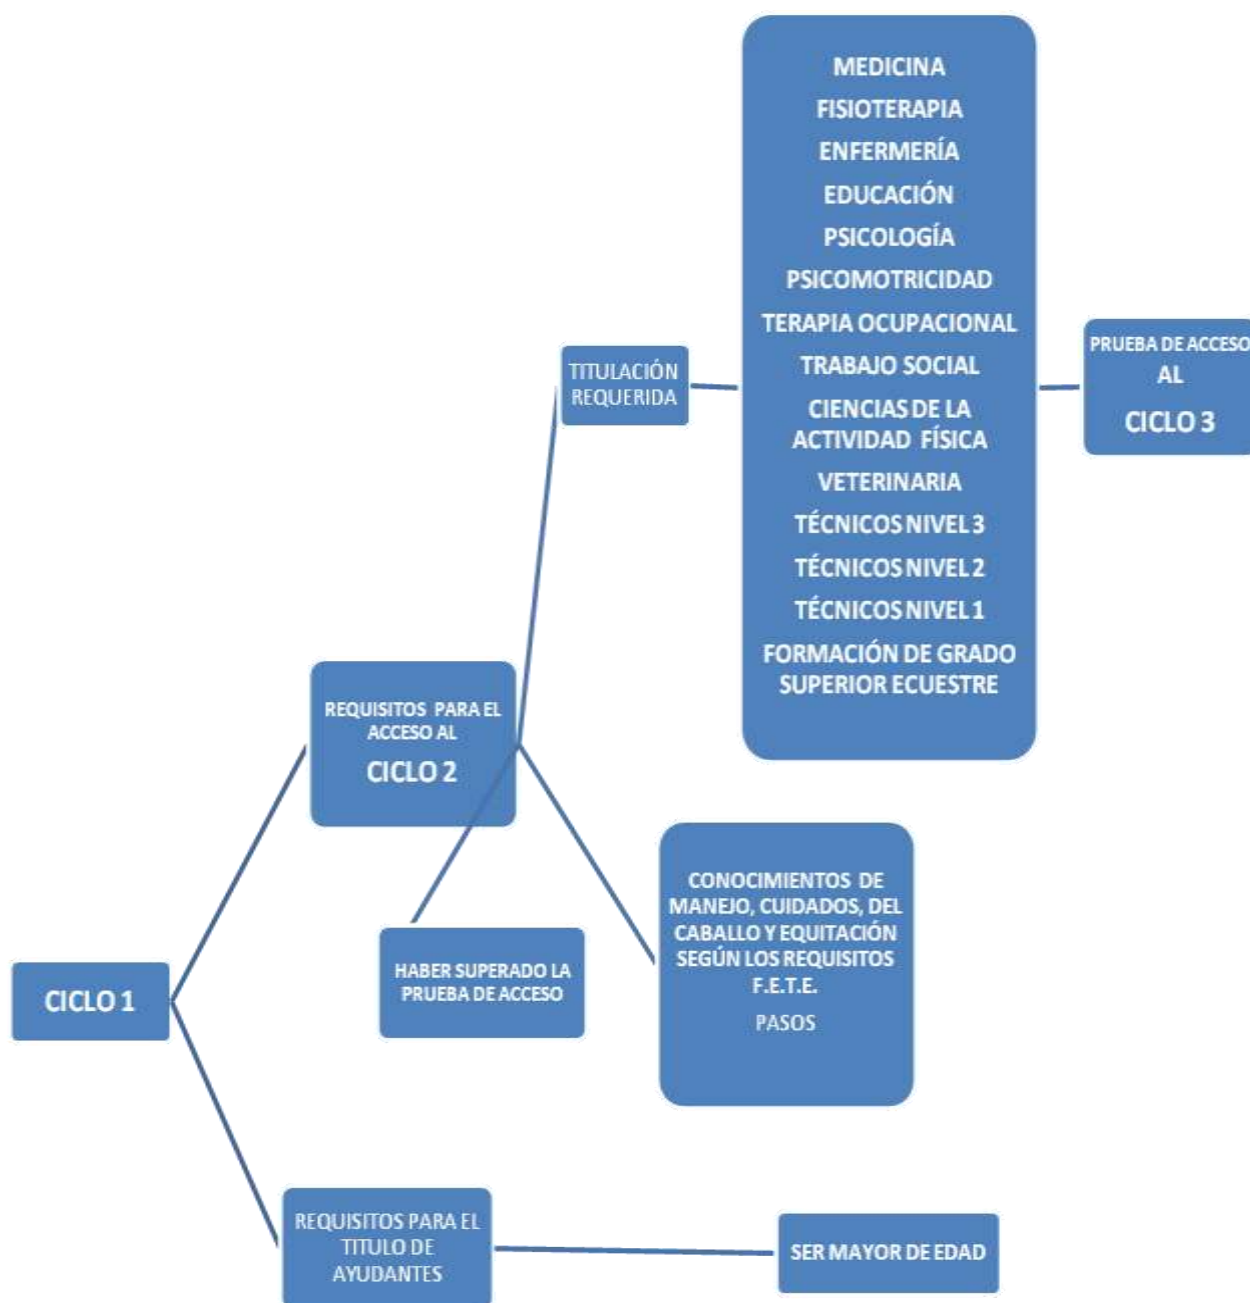 MEDICINA
FISIOTERAPIA
ENFERMERÍA
EDUCACIÓN
PSICOLOGÍA
PSICOMOTRICIDAD
TERAPIA OCUPACIONAL
TRABAJO SOCIAL
CIENCIAS DE LA
ACTIVIDAD FÍSICA
VETERINARIA
TÉCNICOS NIVEL 3
TÉCNICOS NIVEL 2
TÉCNICOS NIVEL 1
FORMACIÓN DE GRADO
SUPERIOR ECUESTRE
TITULACIÓN
REQUERIDA
PRUEBA DE ACCESO
AL
CICLO 3
REQUISITOS PARA EL
ACCESO AL
CICLO 2
CONOCIMIENTOS DE
MANEJO, CUIDADOS, DEL
CABALLO Y EQUITACIÓN
SEGÚN LOS REQUISITOS
F.E.T.E.
PASOS
HABER SUPERADO LA
PRUEBA DE ACCESO
CICLO 1
REQUISITOS PARA EL
TITULO DE
AYUDANTES
SER MAYOR DE EDAD